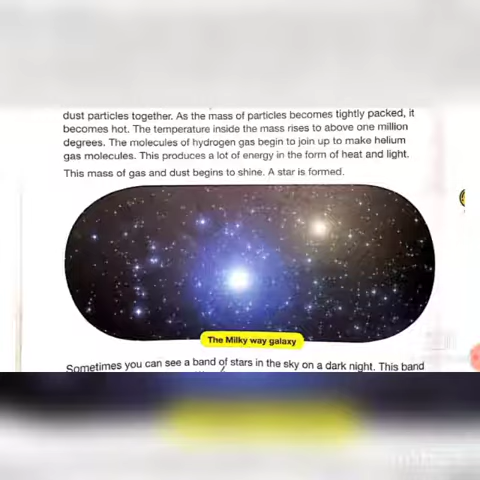 dust particles together. As the mass of particles becomes tightly packed, it
becomes hot. The temperature inside the mass rises to above one million
degrees. The molecules of hydrogen gas begin to join up to make helium
gas molecules. This produces a lot of energy in the form of heat and light.
This mass of gas and dust begins to shine. A star is formed.
The Milky way galaxy
Sometimes you can see a band of stars in the sky on a dark night. This band